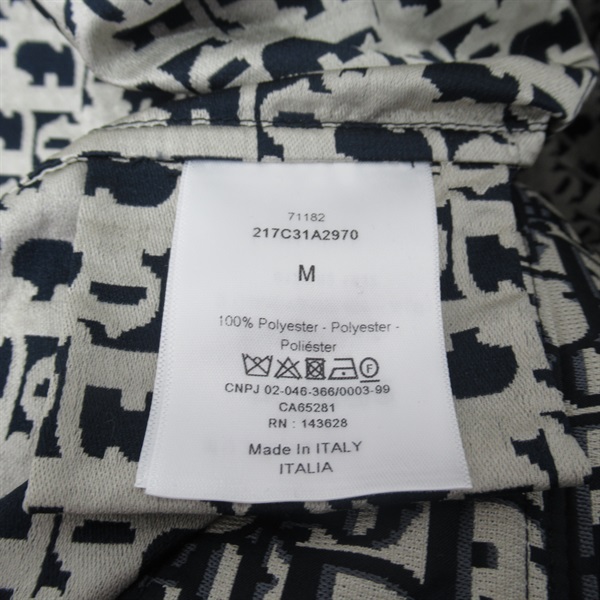 71182
217C31A2970
M
100% Polyester - Polyester -
Poliéster
CNPJ 02-046-366/0003-99
CA65281
RN : 143628
Made In ITALY
ITALIA